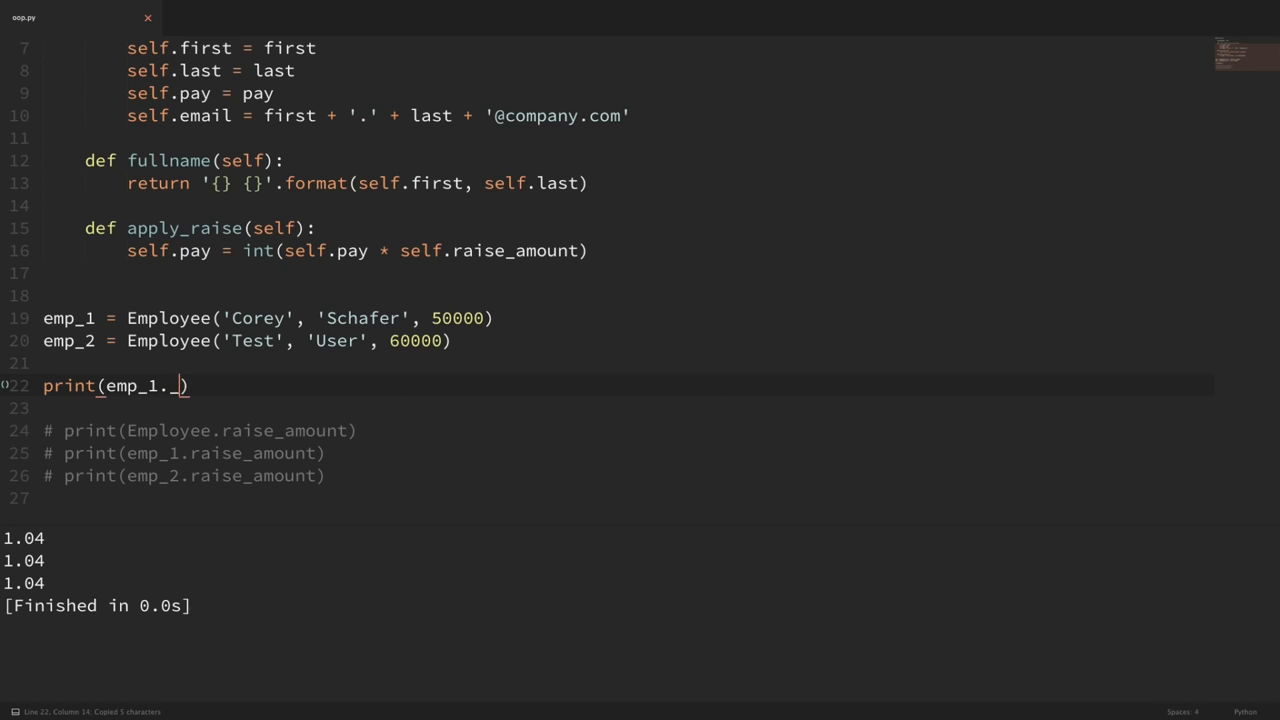 oop.py ×
7         self.first = first
8         self.last = last
9         self.pay = pay
10         self.email = first + '.' + last + '@company.com'
11
12     def fullname(self):
13         return '{} {}'.format(self.first, self.last)
14
15     def apply_raise(self):
16         self.pay = int(self.pay * self.raise_amount)
17
18
19 emp_1 = Employee('Corey', 'Schafer', 50000)
20 emp_2 = Employee('Test', 'User', 60000)
21
()22 print(emp_1._)
23
24 # print(Employee.raise_amount)
25 # print(emp_1.raise_amount)
26 # print(emp_2.raise_amount)
27
1.04
1.04
1.04
[Finished in 0.0s]
Line 22, Column 14; Copied 5 characters Spaces: 4 Python